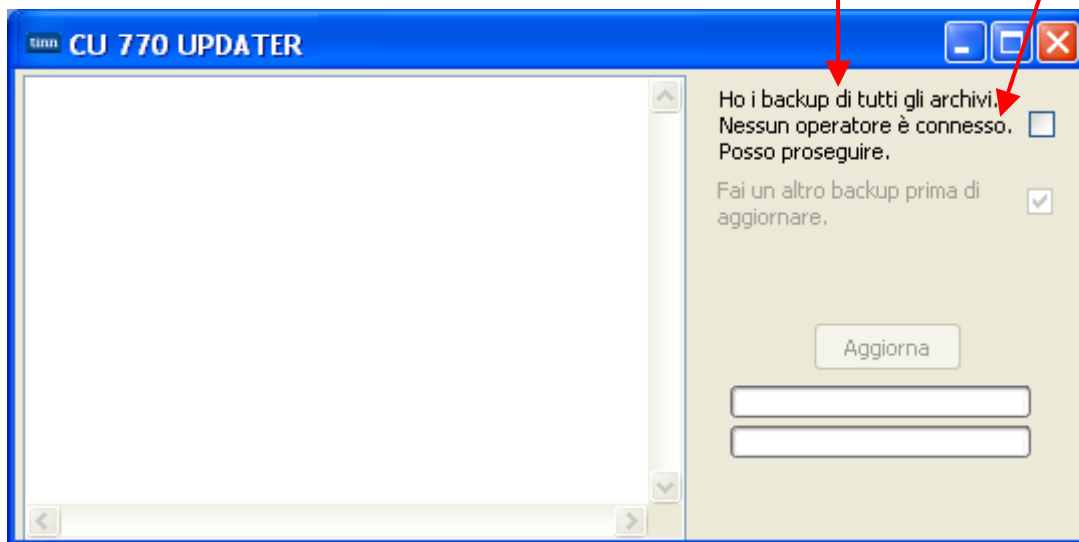 tinn CU 770 UPDATER
Ho i backup di tutti gli archivi.
Nessun operatore è connesso.
Posso proseguire.
Fai un altro backup prima di
aggiornare.
Aggiorna